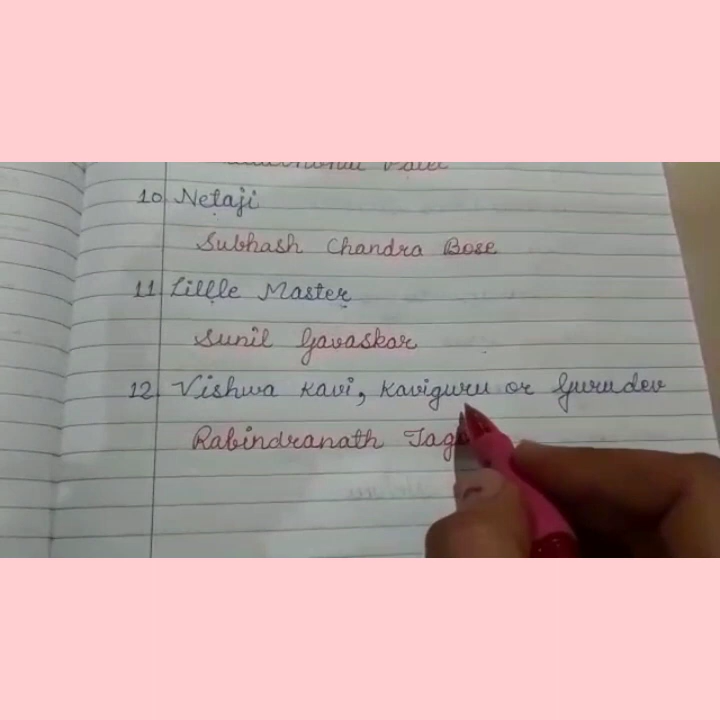 10 Netaji
Subhash Chandra Bose
11 Little Master
Sunil Gavaskar
12 Vishwa Kavi, Kaviguru or Gurudev
Rabindranath